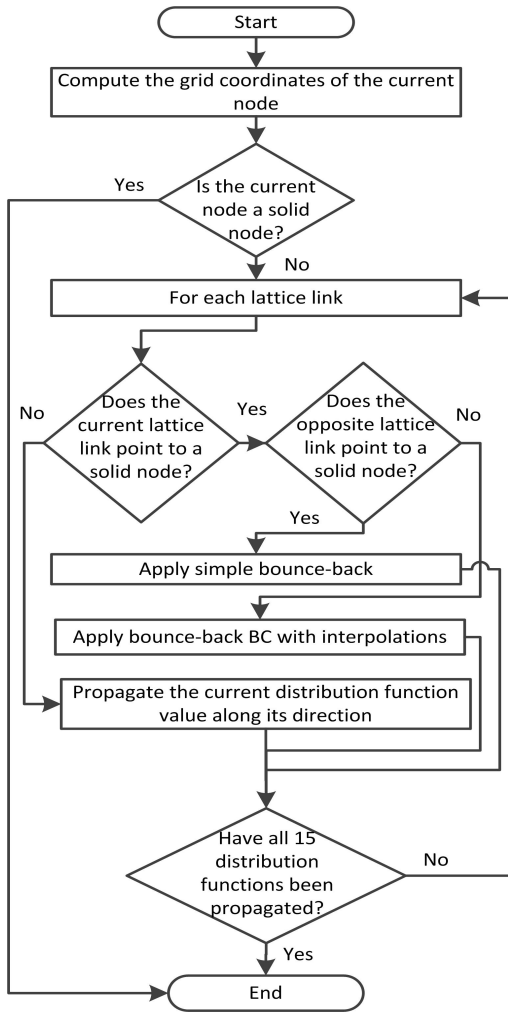 Start
Compute the grid coordinates of the current
node
Yes
Is the current
node a solid
node?
No
For each lattice link
No
Does the
current lattice
link point to a
solid node?
Yes
Does the
opposite lattice
link point to a
solid node?
No
Yes
Apply simple bounce-back
Apply bounce-back BC with interpolations
Propagate the current distribution function
value along its direction
Have all 15
distribution
functions been
propagated?
No
Yes
End